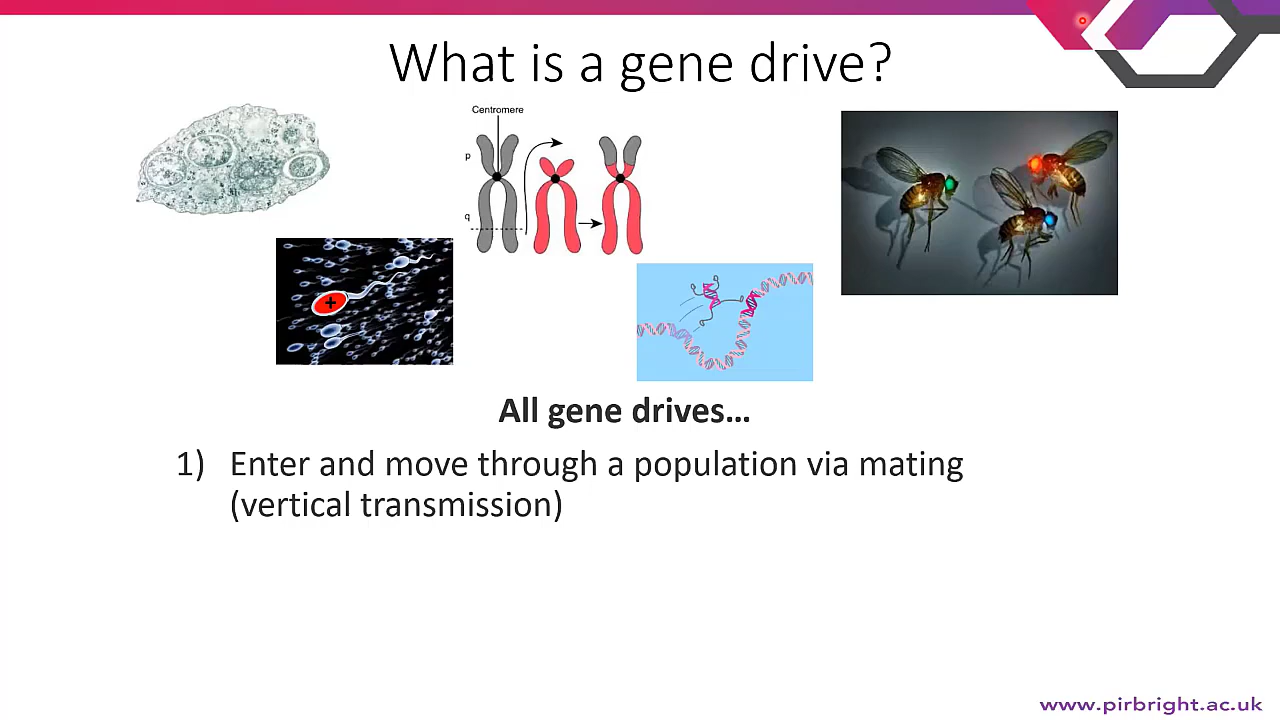 What is a gene drive?
Centromere
p
q
+
All gene drives…
1) Enter and move through a population via mating
(vertical transmission)
www.pirbright.ac.uk